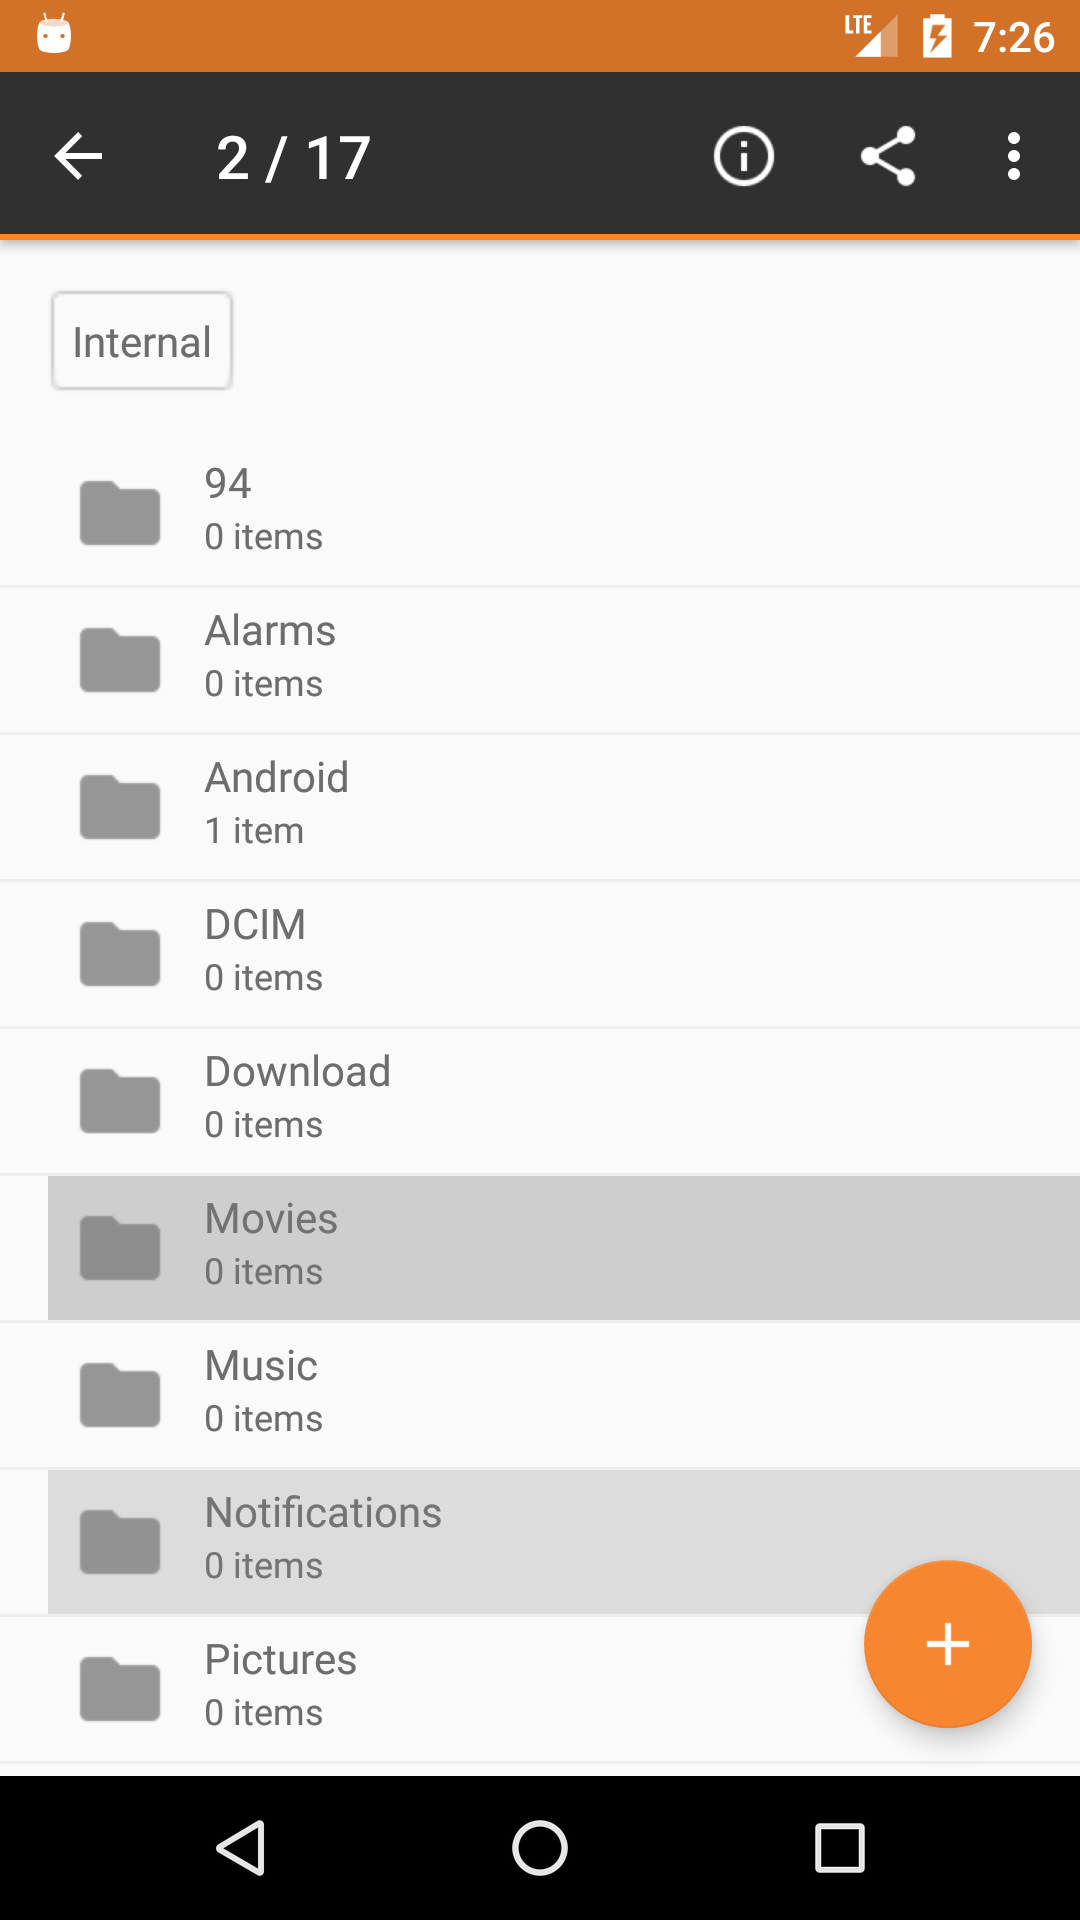 LTE 7:26
2 / 17
Internal
94
0 items
Alarms
0 items
Android
1 item
DCIM
0 items
Download
0 items
Movies
0 items
Music
0 items
Notifications
0 items
Pictures
0 items